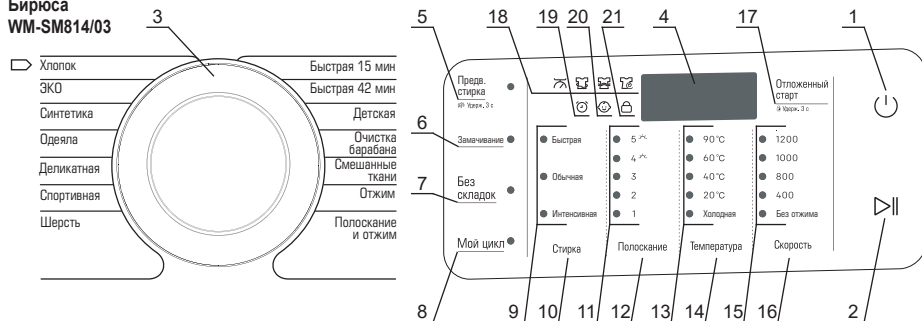 Бирюса
WM-SM814/03
3
5
18
19
20
21
4
17
1
Хлопок
ЭКО
Синтетика
Одеяла
Деликатная
Спортивная
Шерсть
Быстрая 15 мин
Быстрая 42 мин
Детская
Очистка
барабана
Смешанные
ткани
Отжим
Полоскание
и отжим
Предв.
стирка
Удерж. 3 с
6
Замачивание
7
Без
складок
Мой цикл
8
Быстрая
Обычная
Интенсивная
Стирка
5
4
3
2
1
Полоскание
90°C
60°C
40°C
20°C
Холодная
Температура
1200
1000
800
400
Без отжима
Скорость
Отложенный
старт
Удерж. 3 с
9
10
11
12
13
14
15
16
2